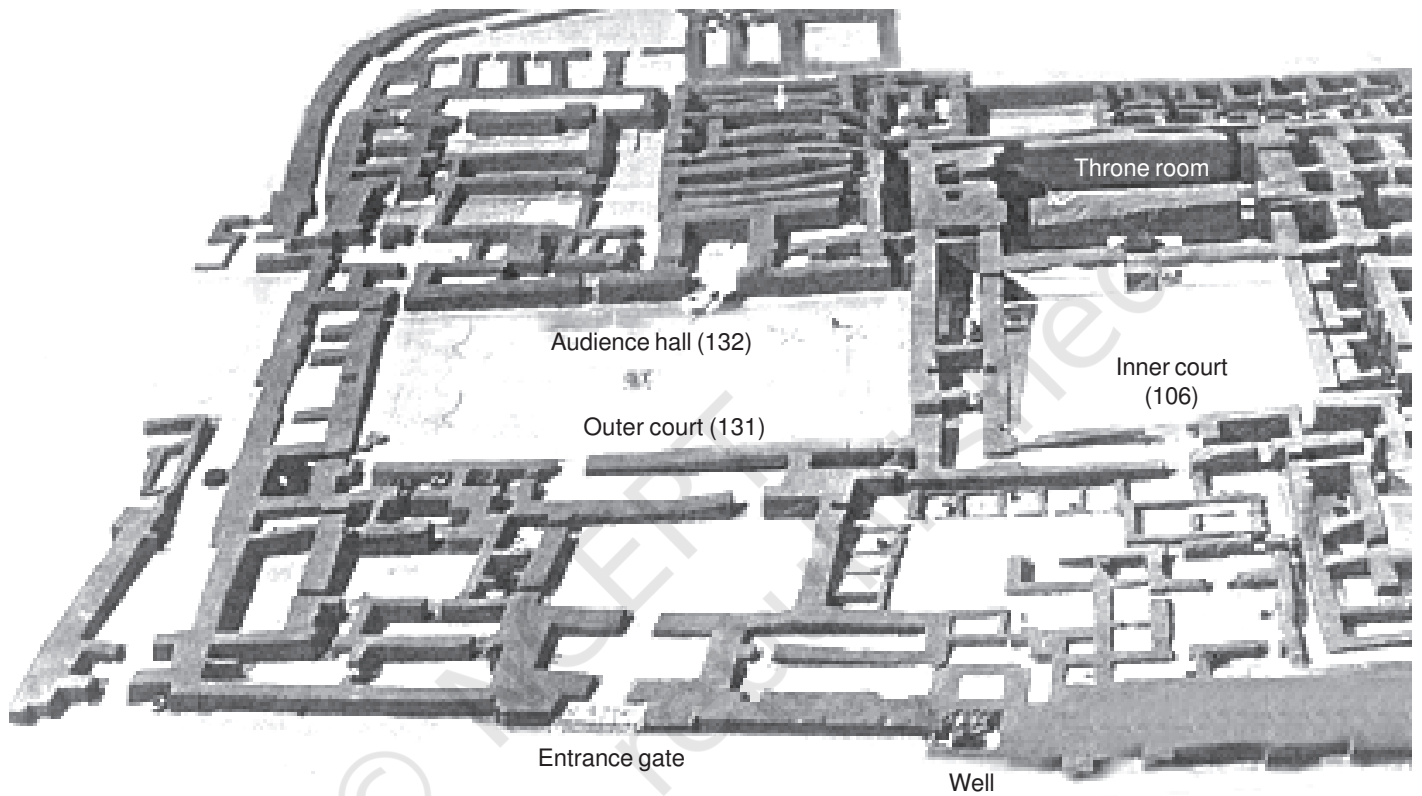 Throne room
Audience hall (132)
Inner court
(106)
Outer court (131)
Entrance gate
Well